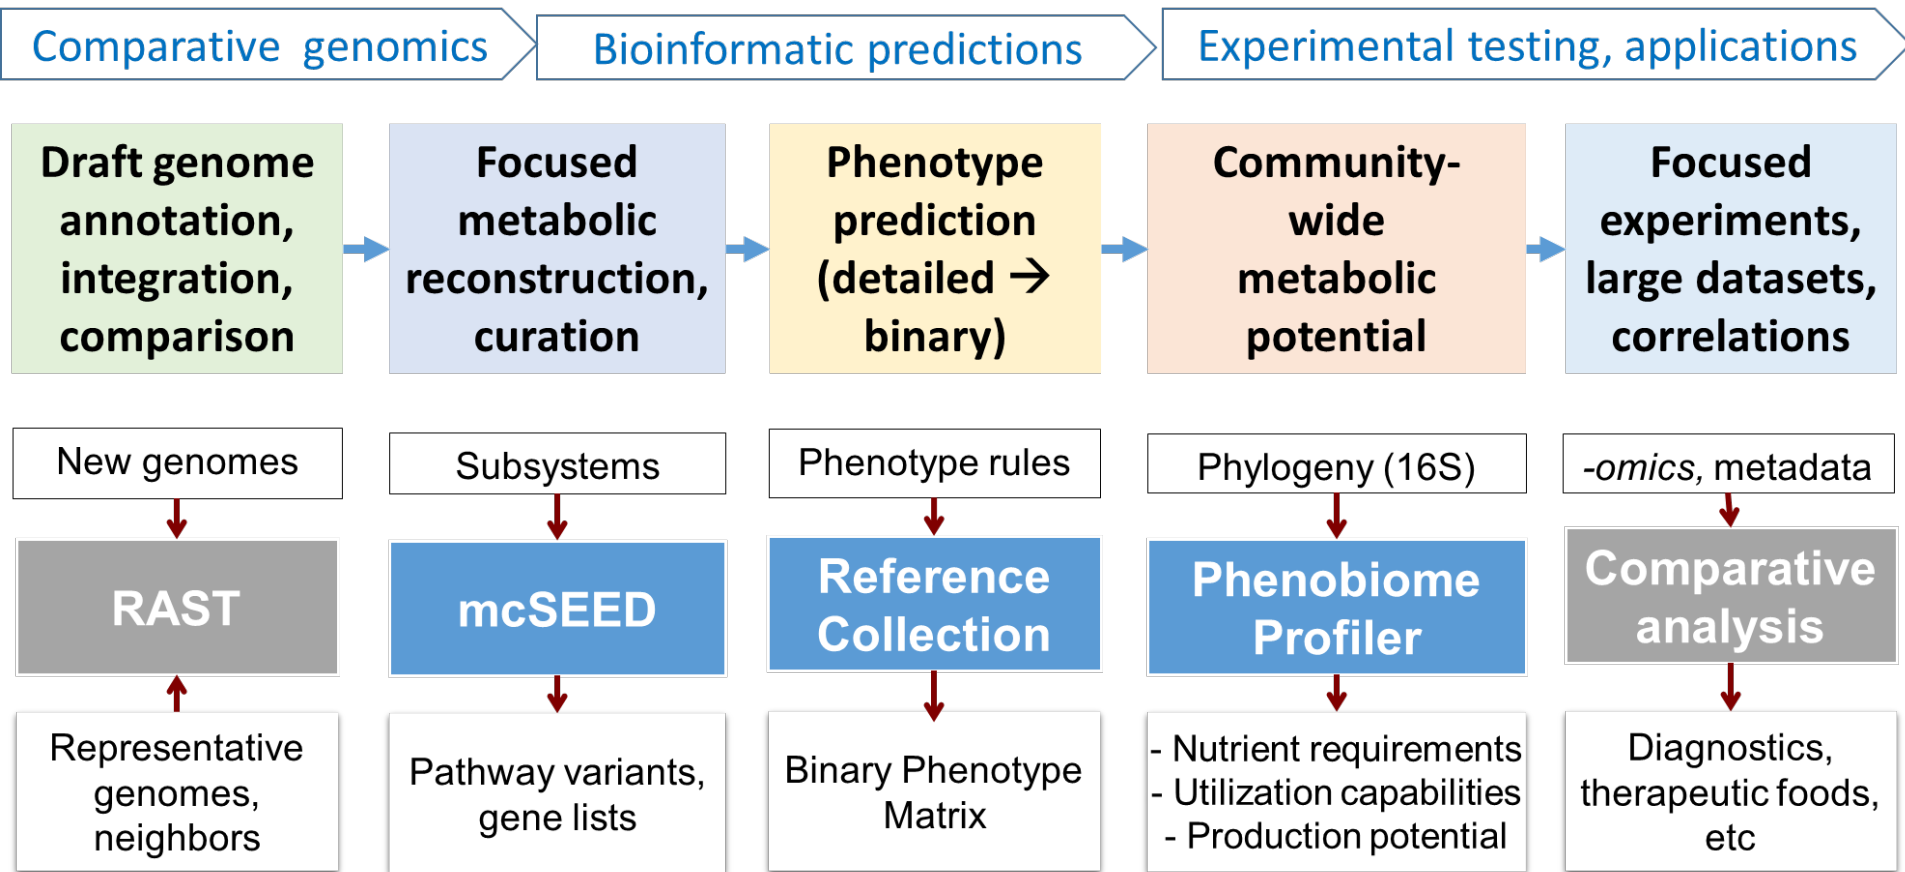 Comparative genomics
Bioinformatic predictions
Experimental testing, applications
Draft genome
annotation,
integration,
comparison
Focused
metabolic
reconstruction,
curation
Phenotype
prediction
(detailed →
binary)
Community-
wide
metabolic
potential
Focused
experiments,
large datasets,
correlations
New genomes
Subsystems
Phenotype rules
Phylogeny (16S)
-omics, metadata
RAST
mcSEED
Reference
Collection
Phenobiome
Profiler
Comparative
analysis
Representative
genomes,
neighbors
Pathway variants,
gene lists
Binary Phenotype
Matrix
- Nutrient requirements
- Utilization capabilities
- Production potential
Diagnostics,
therapeutic foods,
etc